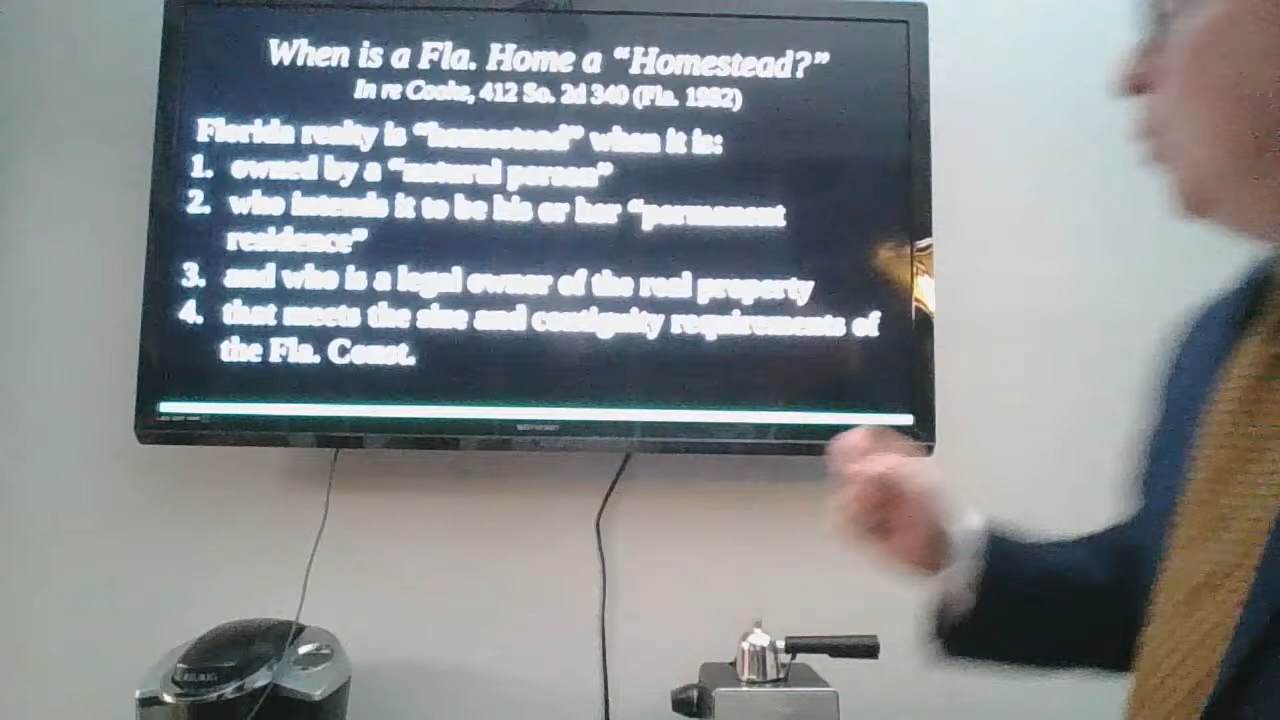 When is a Fla. Home a “Homestead?”
In re Cooke, 412 So. 2d 340 (Fla. 1982)
Florida realty is “homestead” when it is:
1. owned by a “natural person”
2. who intends it to be his or her “permanent
residence”
3. and who is a legal owner of the real property
4. that meets the size and contiguity requirements of
the Fla. Const.
KEURIG